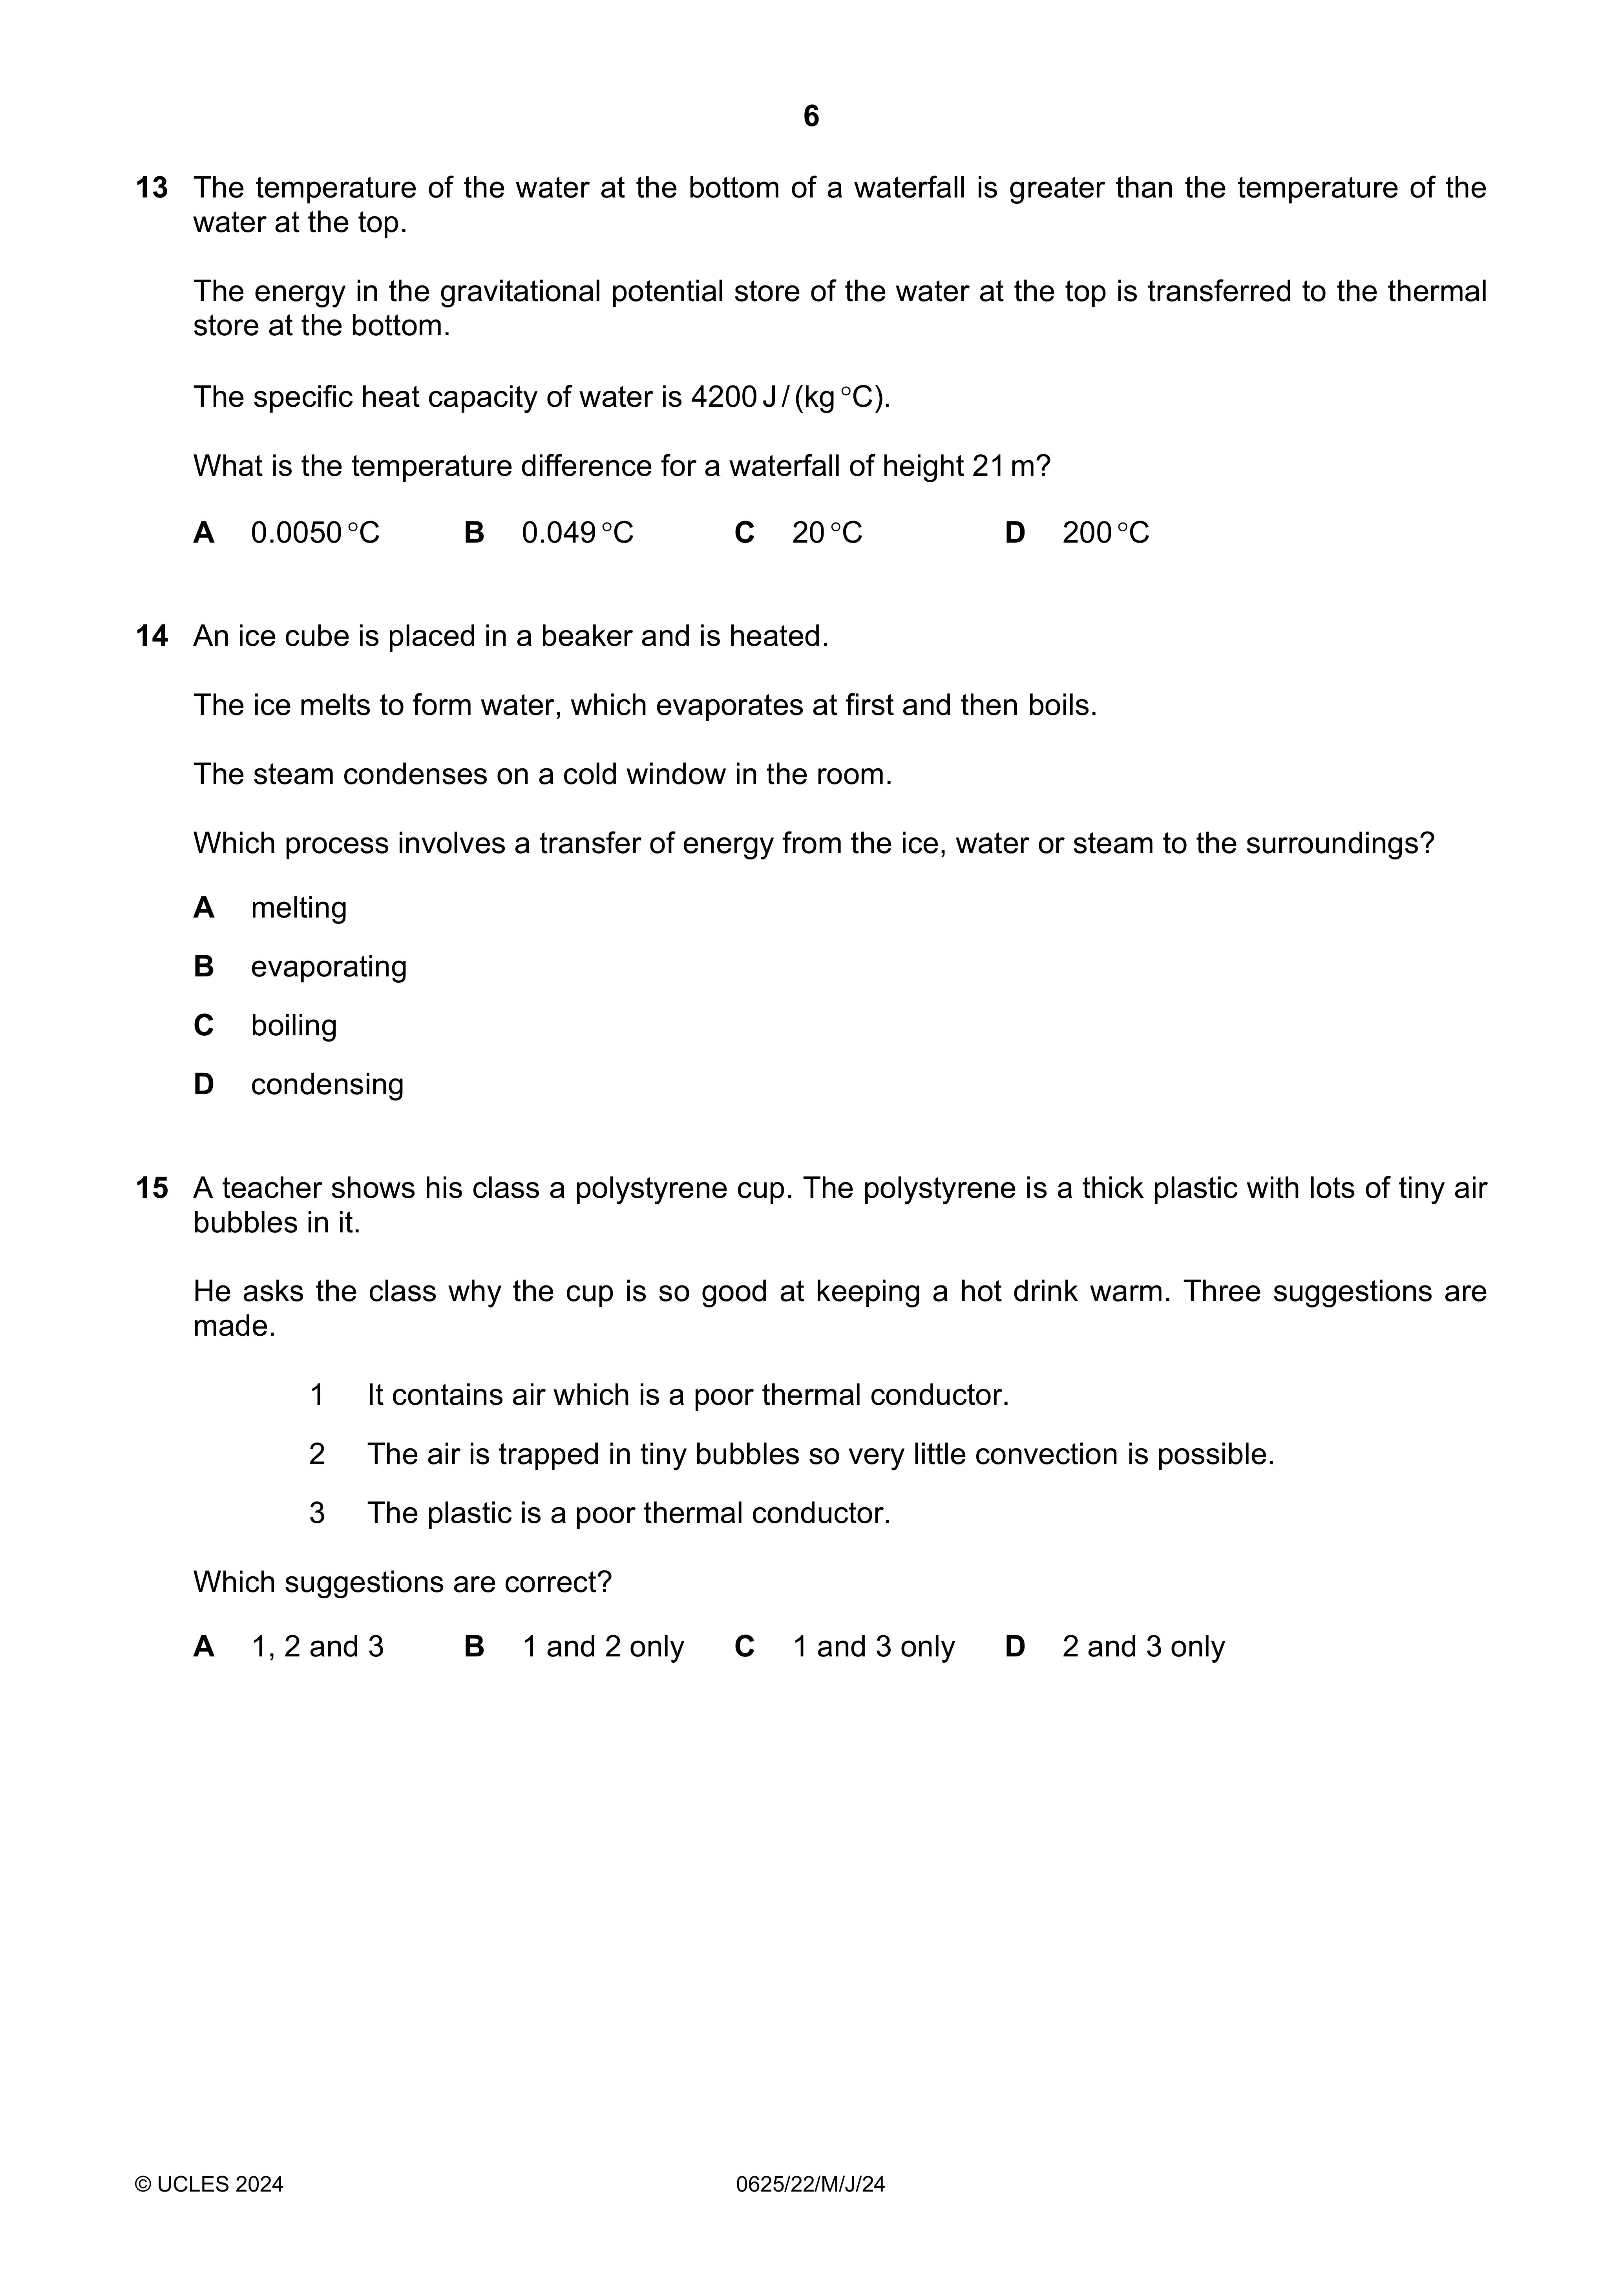 6
13 The temperature of the water at the bottom of a waterfall is greater than the temperature of the
water at the top.
The energy in the gravitational potential store of the water at the top is transferred to the thermal
store at the bottom.
The specific heat capacity of water is 4200 J/(kg °C).
What is the temperature difference for a waterfall of height 21 m?
A 0.0050 °C B 0.049 °C C 20 °C D 200 °C
14 An ice cube is placed in a beaker and is heated.
The ice melts to form water, which evaporates at first and then boils.
The steam condenses on a cold window in the room.
Which process involves a transfer of energy from the ice, water or steam to the surroundings?
A melting
B evaporating
C boiling
D condensing
15 A teacher shows his class a polystyrene cup. The polystyrene is a thick plastic with lots of tiny air
bubbles in it.
He asks the class why the cup is so good at keeping a hot drink warm. Three suggestions are
made.
1 It contains air which is a poor thermal conductor.
2 The air is trapped in tiny bubbles so very little convection is possible.
3 The plastic is a poor thermal conductor.
Which suggestions are correct?
A 1, 2 and 3 B 1 and 2 only C 1 and 3 only D 2 and 3 only
© UCLES 2024 0625/22/M/J/24